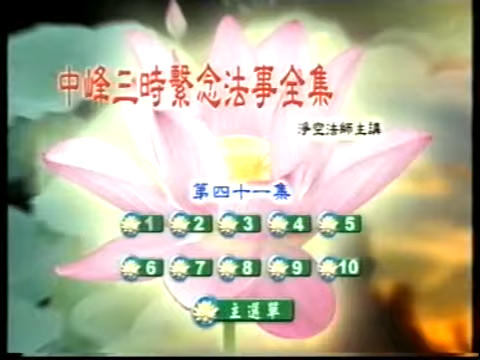 中峰三時繫念法事全集
淨空法師主講
第四十一集
1 2 3 4 5
6 7 8 9 10
主選單